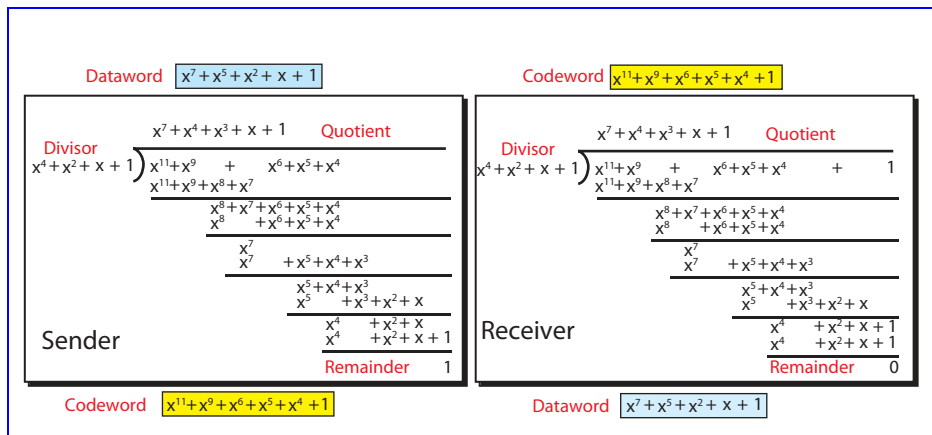 Dataword x⁷+x⁵+x²+x+1
x⁷+x⁴+x³+x+1 Quotient
Divisor
x⁴+x²+x+1 x¹¹+x⁹ + x⁶+x⁵+x⁴
x¹¹+x⁹+x⁸+x⁷
x⁸+x⁷+x⁶+x⁵+x⁴
x⁸ +x⁶+x⁵+x⁴
x⁷
x⁷ +x⁵+x⁴+x³
x⁵+x⁴+x³
x⁵ +x³+x²+x
x⁴ +x²+x
x⁴ +x²+x+1
Sender
Remainder 1
Codeword x¹¹+x⁹+x⁶+x⁵+x⁴+1
Codeword x¹¹+x⁹+x⁶+x⁵+x⁴+1
x⁷+x⁴+x³+x+1 Quotient
Divisor
x⁴+x²+x+1 x¹¹+x⁹ + x⁶+x⁵+x⁴ + 1
x¹¹+x⁹+x⁸+x⁷
x⁸+x⁷+x⁶+x⁵+x⁴
x⁸ +x⁶+x⁵+x⁴
x⁷
x⁷ +x⁵+x⁴+x³
x⁵+x⁴+x³
x⁵ +x³+x²+x
x⁴ +x²+x+1
x⁴ +x²+x+1
Receiver
Remainder 0
Dataword x⁷+x⁵+x²+x+1